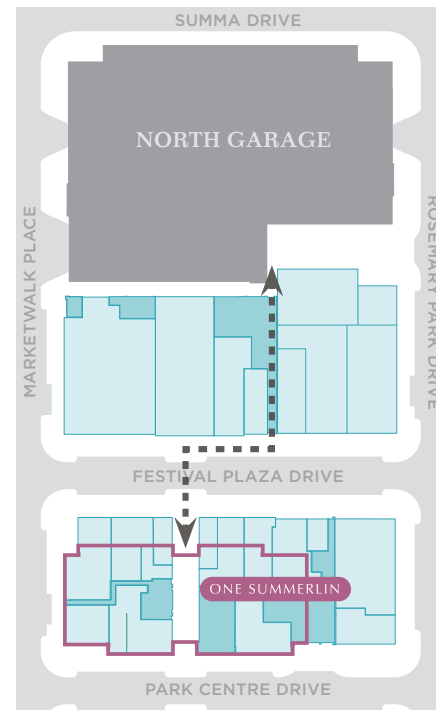 SUMMA DRIVE
NORTH GARAGE
MARKETWALK PLACE
ROSEMARY PARK DRIVE
FESTIVAL PLAZA DRIVE
ONE SUMMERLIN
PARK CENTRE DRIVE